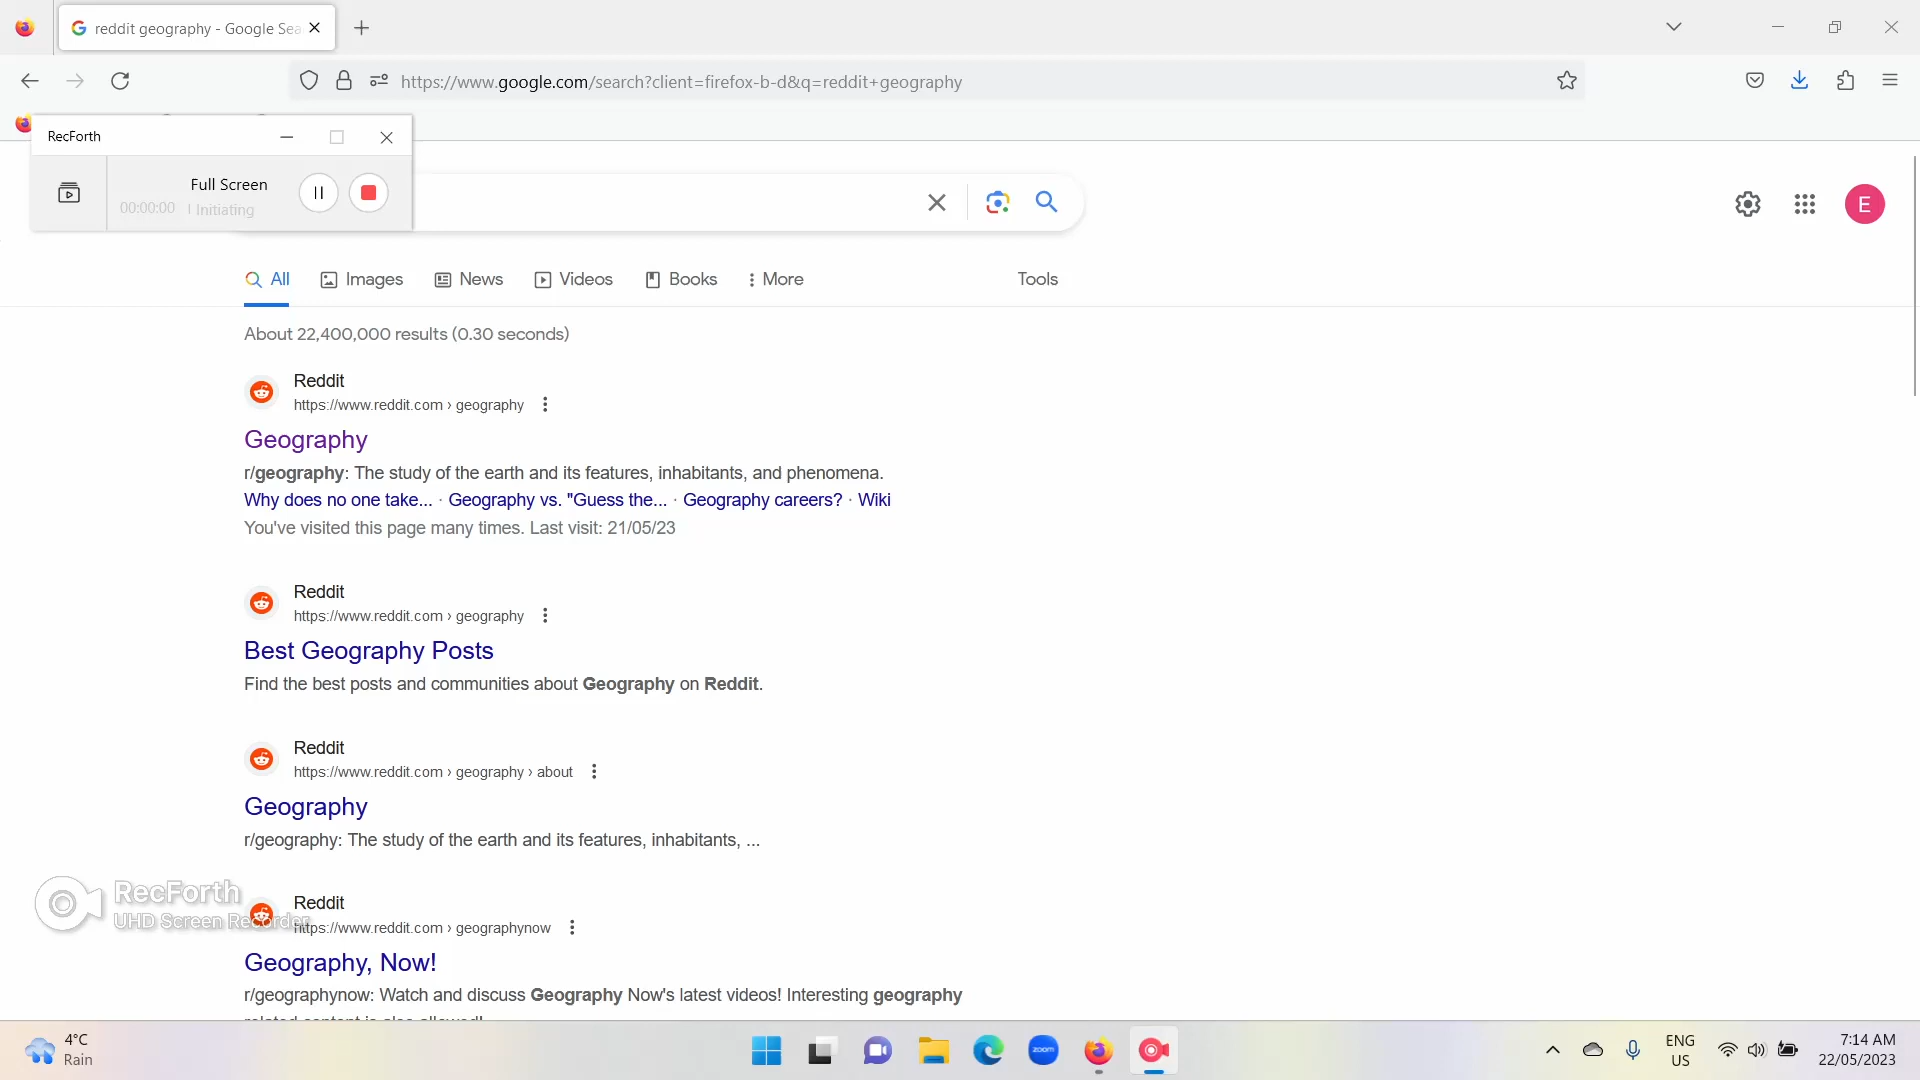 reddit geography - Google Sea
https://www.google.com/search?client=firefox-b-d&q=reddit+geography
RecForth
Full Screen
00:00:00
Initiating
E
All
Images
News
Videos
Books
More
Tools
About 22,400,000 results (0.30 seconds)
Reddit
https://www.reddit.com › geography
Geography
r/geography: The study of the earth and its features, inhabitants, and phenomena.
Why does no one take... · Geography vs. "Guess the... · Geography careers? · Wiki
You've visited this page many times. Last visit: 21/05/23
Reddit
https://www.reddit.com › geography
Best Geography Posts
Find the best posts and communities about Geography on Reddit.
Reddit
https://www.reddit.com › geography › about
Geography
r/geography: The study of the earth and its features, inhabitants, ...
RecForth
UHD Screen Recorder
Reddit
https://www.reddit.com › geographynow
Geography, Now!
r/geographynow: Watch and discuss Geography Now's latest videos! Interesting geography
related content is also allowed!
4°C
Rain
zoom
ENG
US
7:14 AM
22/05/2023